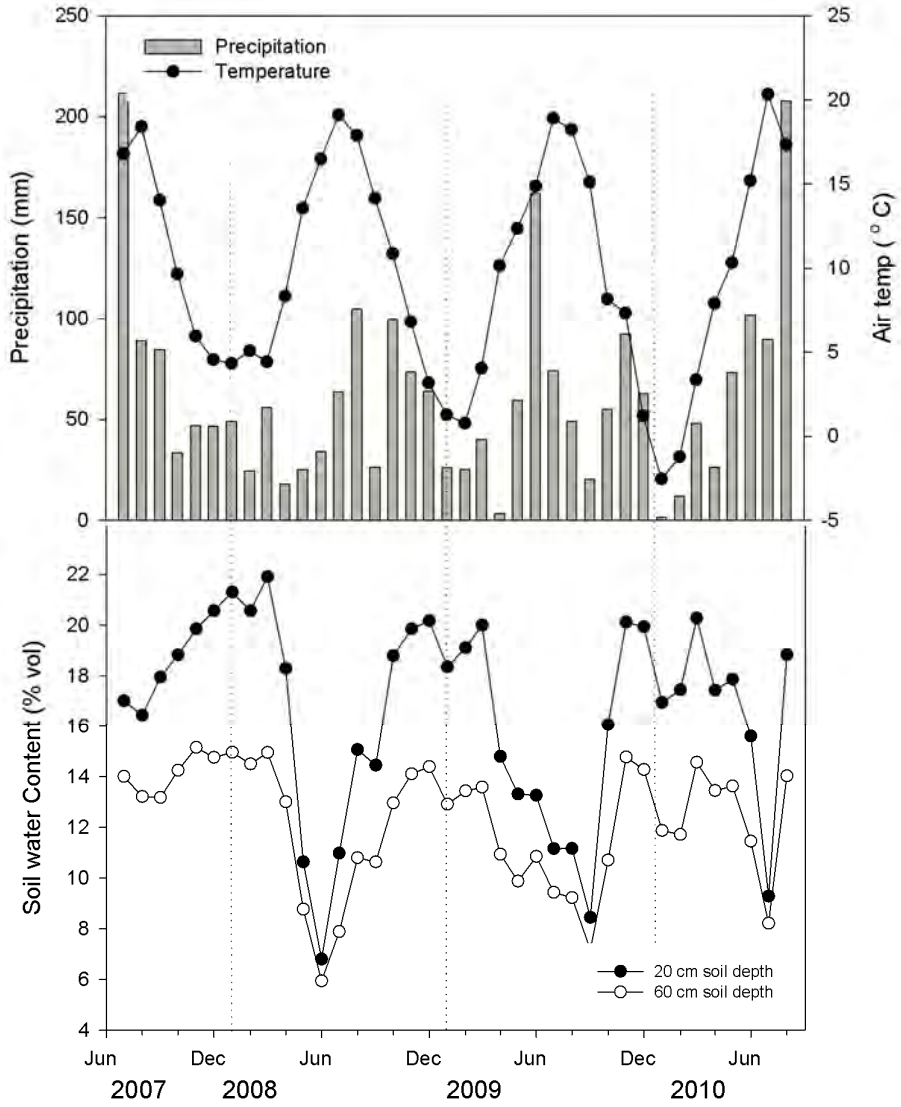 250
200
150
100
50
0
Precipitation (mm)
Precipitation
Temperature
25
20
15
10
5
0
-5
Air temp ( ° C)
22
20
18
16
14
12
10
8
6
4
Soil water Content (% vol)
20 cm soil depth
60 cm soil depth
Jun Dec Jun Dec Jun Dec Jun
2007 2008 2009 2010